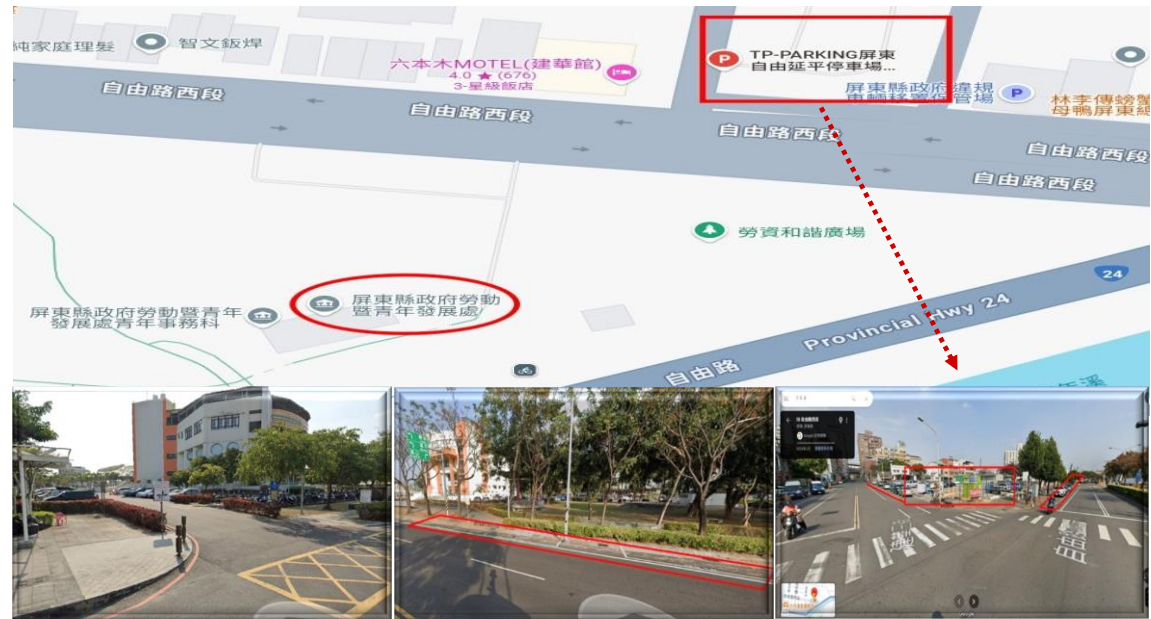 純家庭理髮
智文鈑焊
六本木MOTEL(建華館)
4.0 ★ (676)
3-星級飯店
TP-PARKING屏東
自由延平停車場...
屏東縣政府違規
車輛移置保管場
林李傳螃蟹
母鴨屏東總
自由路西段
自由路西段
自由路西段
自由路西段
自由路西段
勞資和諧廣場
24
屏東縣政府勞動
暨青年發展處
屏東縣政府勞動暨青年
發展處青年事務科
Provincial Hwy 24
自由路
自由路